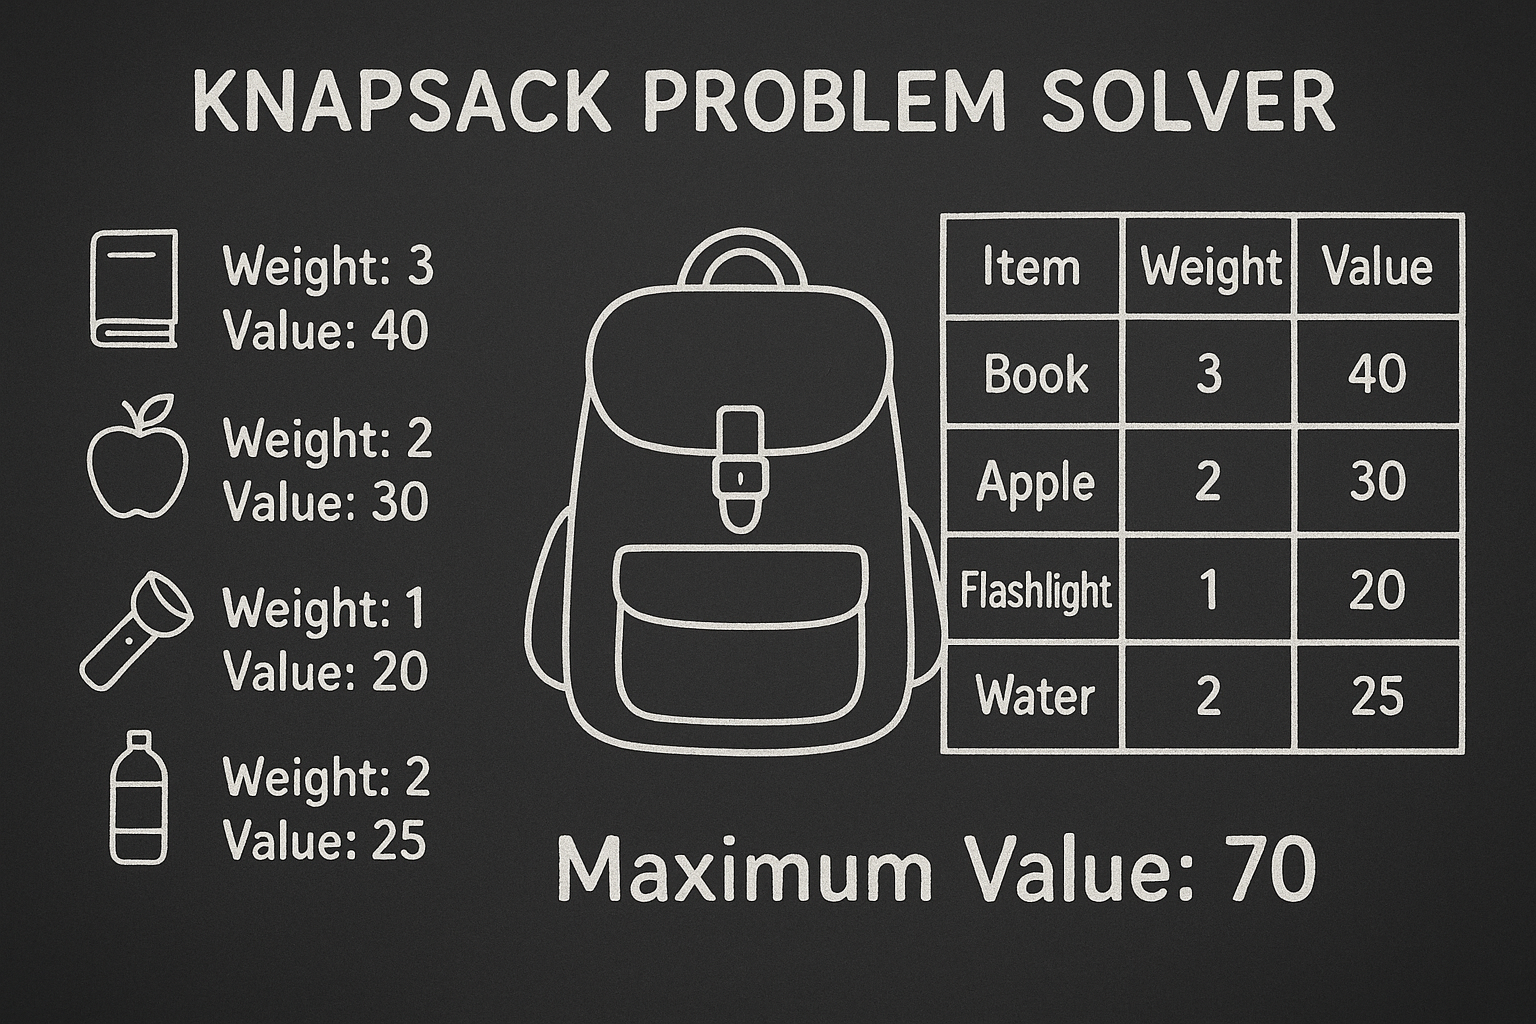 KNAPSACK PROBLEM SOLVER
Weight: 3
Value: 40
Weight: 2
Value: 30
Weight: 1
Value: 20
Weight: 2
Value: 25
Item Weight Value
Book 3 40
Apple 2 30
Flashlight 1 20
Water 2 25
Maximum Value: 70